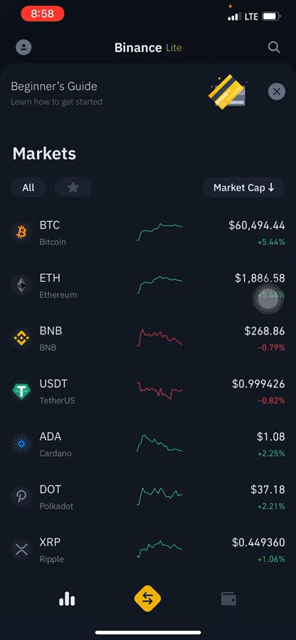 8:58
LTE
Binance Lite
Beginner's Guide
Learn how to get started
Markets
All
Market Cap ↓
BTC
$60,494.44
Bitcoin
+5.44%
ETH
$1,886.58
Ethereum
+5.44%
BNB
$268.86
BNB
-0.79%
USDT
$0.999426
TetherUS
-0.82%
ADA
$1.08
Cardano
+2.25%
DOT
$37.18
Polkadot
+2.21%
XRP
$0.449360
Ripple
+1.06%